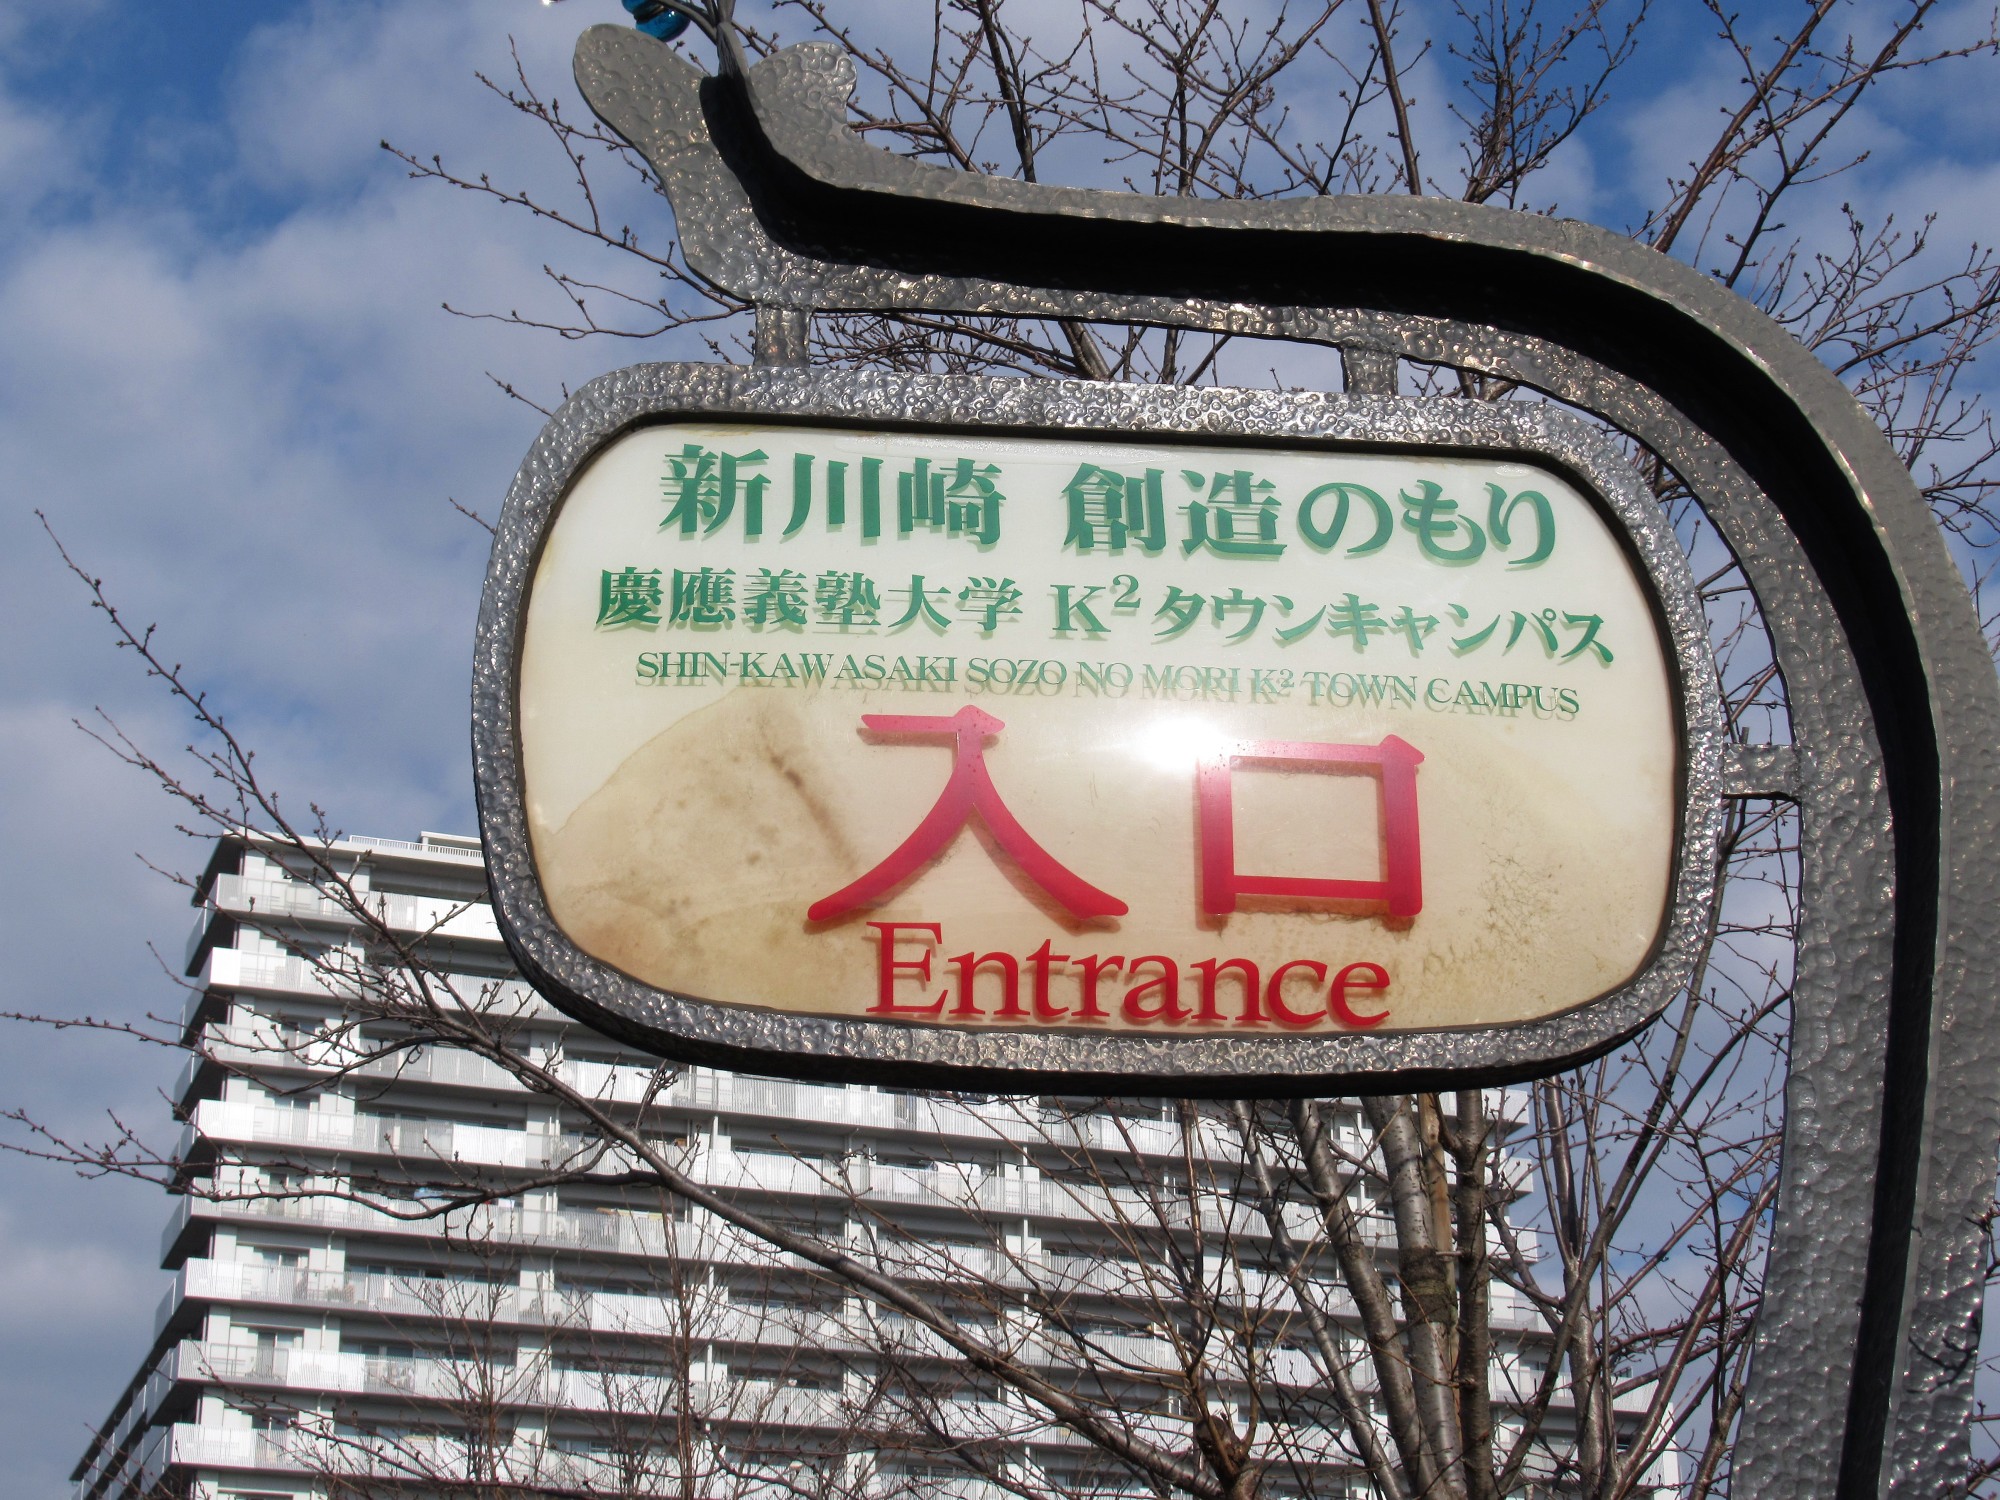 新川崎 創造のもり
慶應義塾大学 K²タウンキャンパス
SHIN-KAWASAKI SOZO NO MORI K² TOWN CAMPUS
入口
Entrance